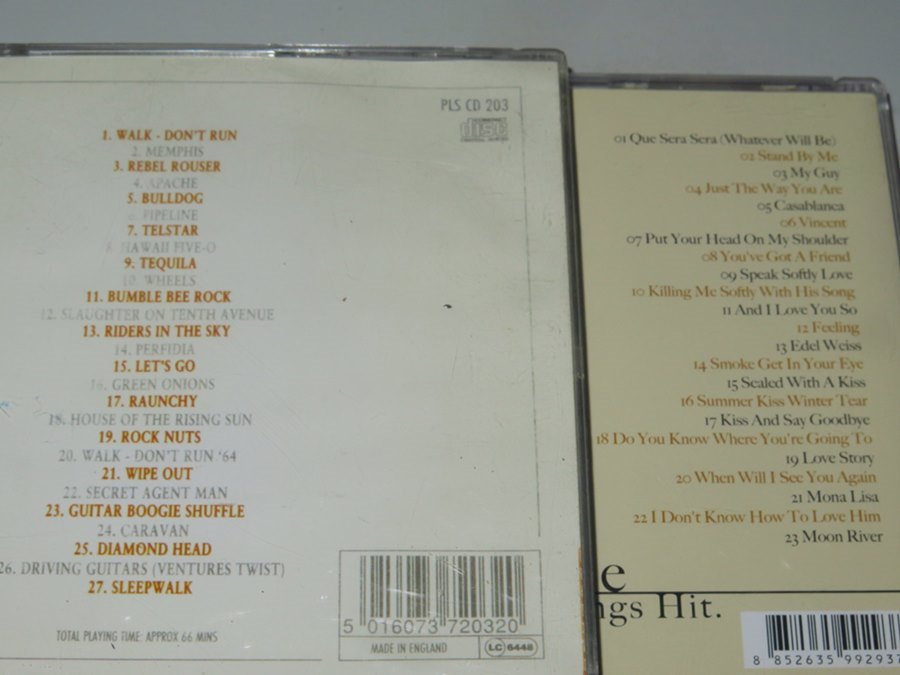 PLS CD 203
COMPACT
disc
DIGITAL AUDIO
1. WALK - DON'T RUN
2. MEMPHIS
3. REBEL ROUSER
4. APACHE
5. BULLDOG
6. PIPELINE
7. TELSTAR
8. HAWAII FIVE-O
9. TEQUILA
10. WHEELS
11. BUMBLE BEE ROCK
12. SLAUGHTER ON TENTH AVENUE
13. RIDERS IN THE SKY
14. PERFIDIA
15. LET'S GO
16. GREEN ONIONS
17. RAUNCHY
18. HOUSE OF THE RISING SUN
19. ROCK NUTS
20. WALK - DON'T RUN '64
21. WIPE OUT
22. SECRET AGENT MAN
23. GUITAR BOOGIE SHUFFLE
24. CARAVAN
25. DIAMOND HEAD
26. DRIVING GUITARS (VENTURES TWIST)
27. SLEEPWALK
TOTAL PLAYING TIME: APPROX 66 MINS
5 016073 720320
MADE IN ENGLAND
LC 6448
01 Que Sera Sera (Whatever Will Be)
02 Stand By Me
03 My Guy
04 Just The Way You Are
05 Casablanca
06 Vincent
07 Put Your Head On My Shoulder
08 You've Got A Friend
09 Speak Softly Love
10 Killing Me Softly With His Song
11 And I Love You So
12 Feeling
13 Edel Weiss
14 Smoke Get In Your Eye
15 Sealed With A Kiss
16 Summer Kiss Winter Tear
17 Kiss And Say Goodbye
18 Do You Know Where You're Going To
19 Love Story
20 When Will I See You Again
21 Mona Lisa
22 I Don't Know How To Love Him
23 Moon River
e
ngs Hit.
8 852635 992937